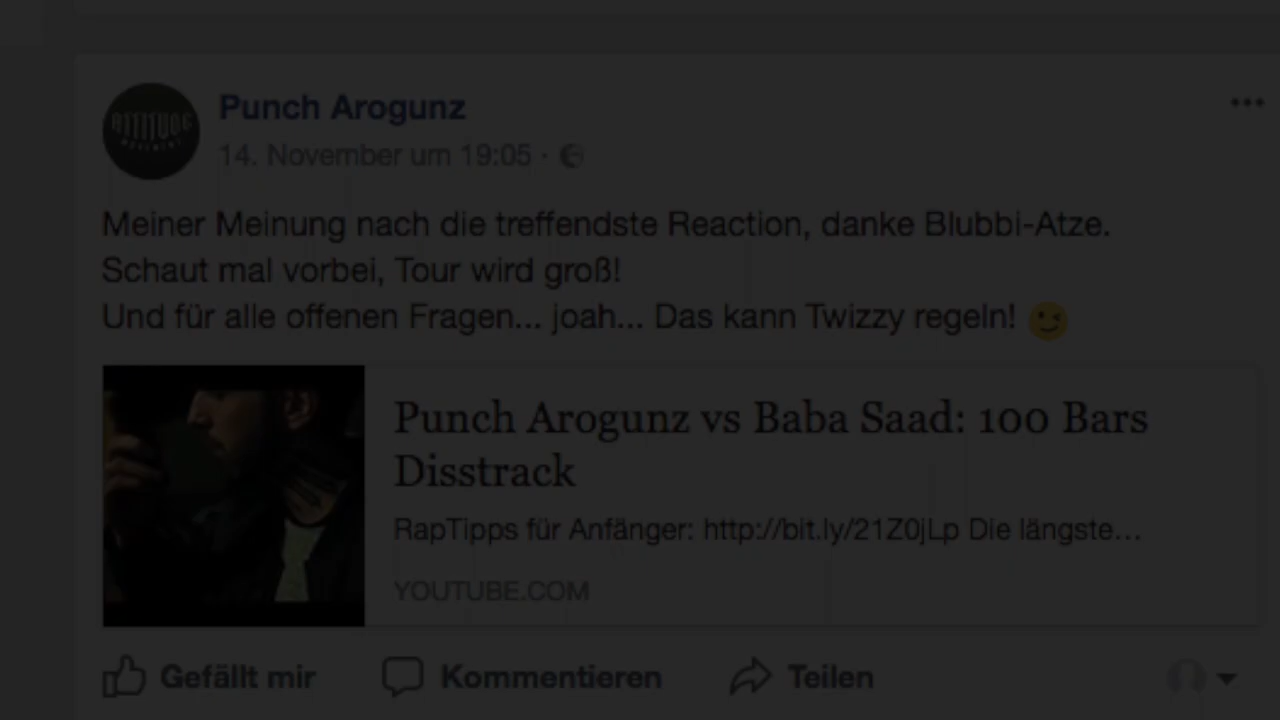 ATTITUDE
MOVEMENT
Punch Arogunz
14. November um 19:05 ·
Meiner Meinung nach die treffendste Reaction, danke Blubbi-Atze.
Schaut mal vorbei, Tour wird groß!
Und für alle offenen Fragen... joah... Das kann Twizzy regeln! 😉
Punch Arogunz vs Baba Saad: 100 Bars
Disstrack
RapTipps für Anfänger: http://bit.ly/21Z0jLp Die längste...
YOUTUBE.COM
Gefällt mir
Kommentieren
Teilen